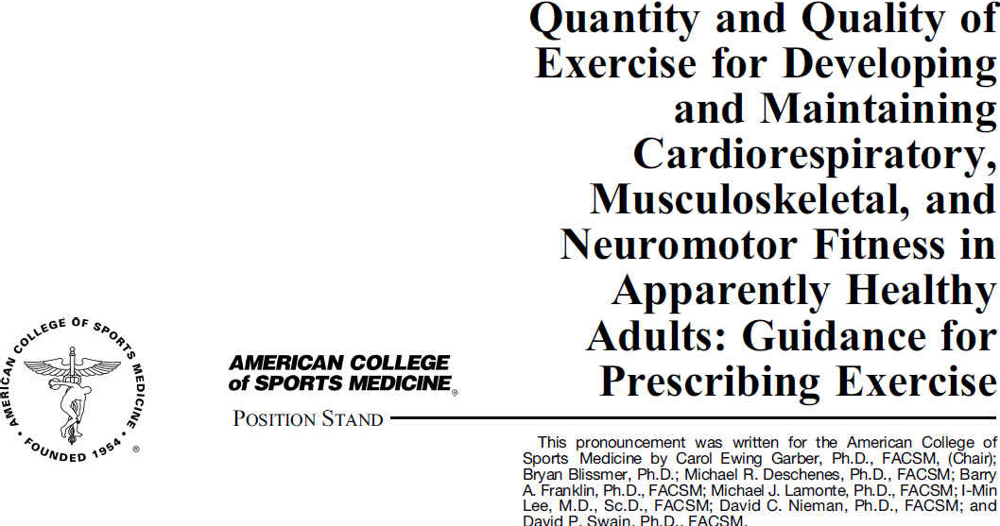 Quantity and Quality of
Exercise for Developing
and Maintaining
Cardiorespiratory,
Musculoskeletal, and
Neuromotor Fitness in
Apparently Healthy
Adults: Guidance for
Prescribing Exercise
AMERICAN COLLEGE OF SPORTS MEDICINE
• FOUNDED 1954 •
®
AMERICAN COLLEGE
of SPORTS MEDICINE®
POSITION STAND
This pronouncement was written for the American College of
Sports Medicine by Carol Ewing Garber, Ph.D., FACSM, (Chair);
Bryan Blissmer, Ph.D.; Michael R. Deschenes, Ph.D., FACSM; Barry
A. Franklin, Ph.D., FACSM; Michael J. Lamonte, Ph.D., FACSM; I-Min
Lee, M.D., Sc.D., FACSM; David C. Nieman, Ph.D., FACSM; and
David P. Swain, Ph.D., FACSM.